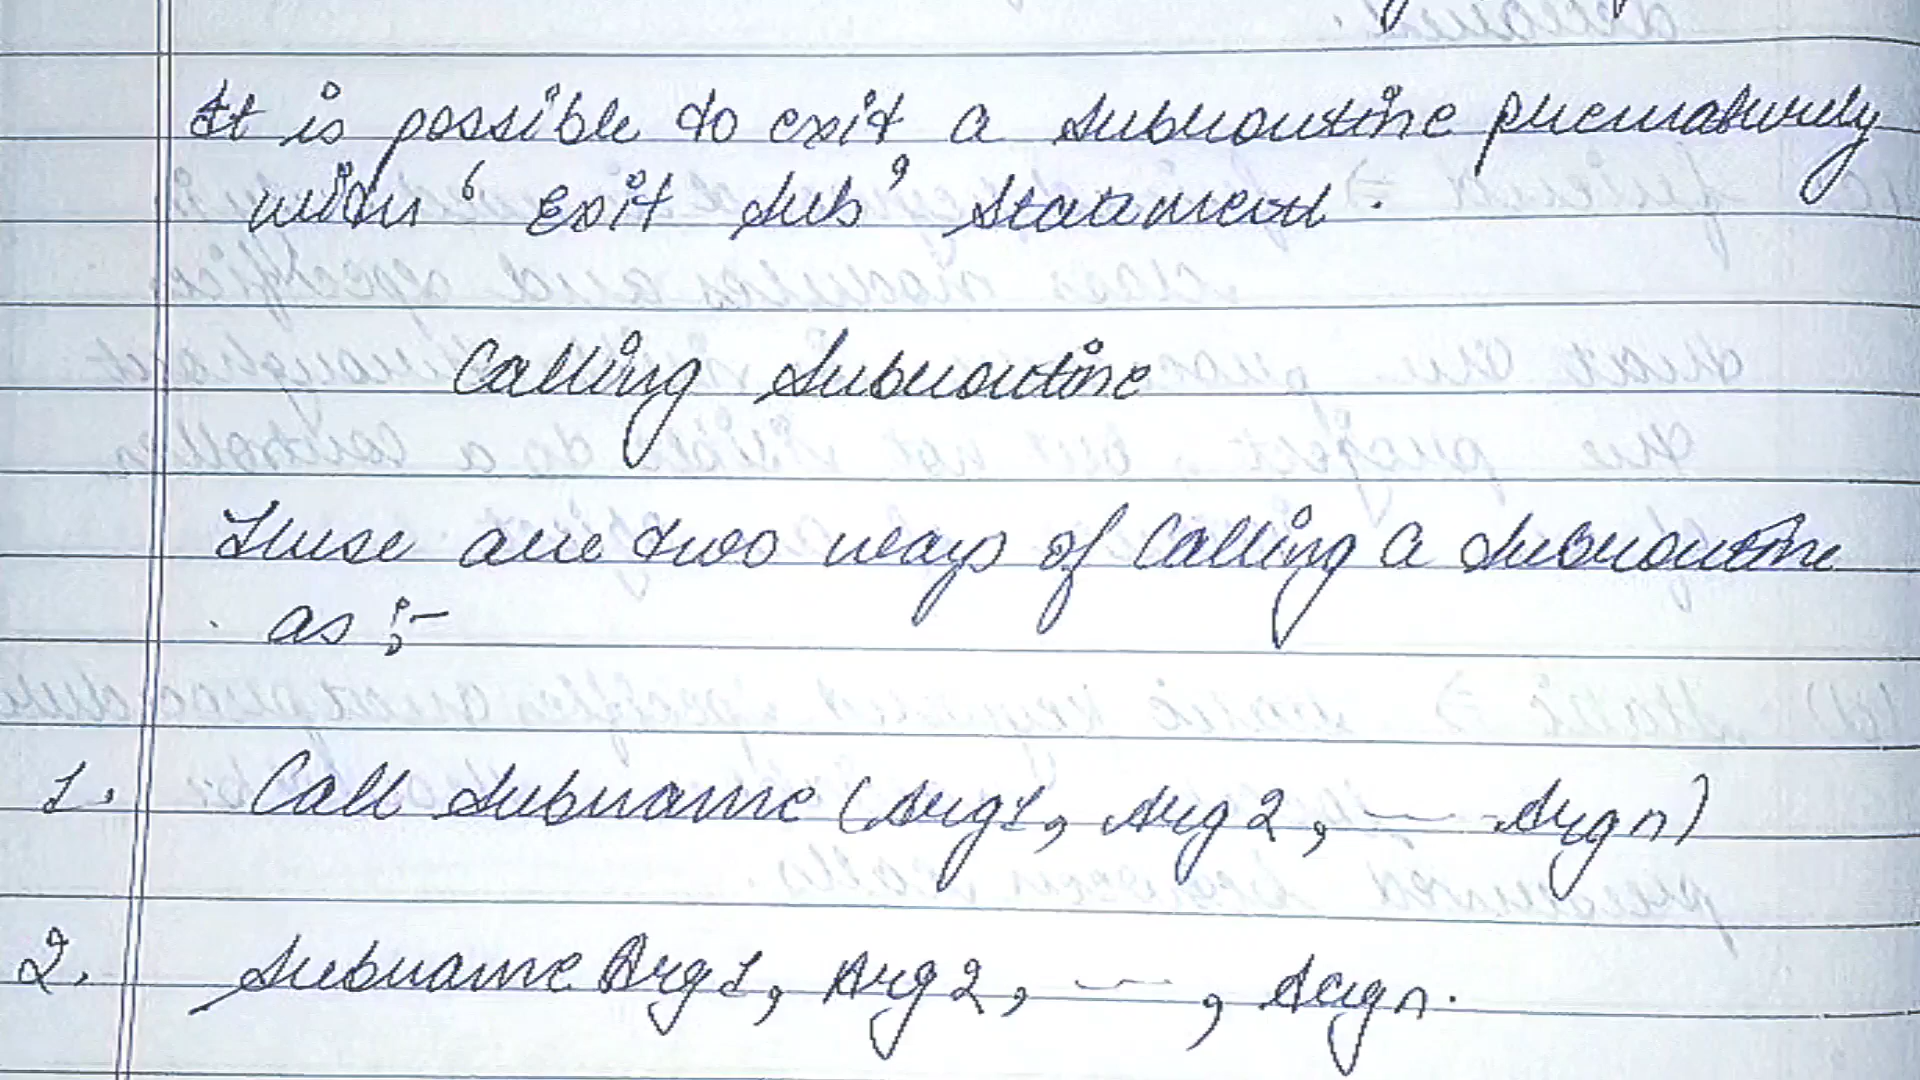 It is possible to exit a subroutine prematurely
with 'Exit Sub' Statement.
Calling Subroutine
These are two ways of Calling a Subroutine
as :-
1. Call Subname (Arg1, Arg2, --- Argn)
2. Subname Arg1, Arg2, ---, Argn.